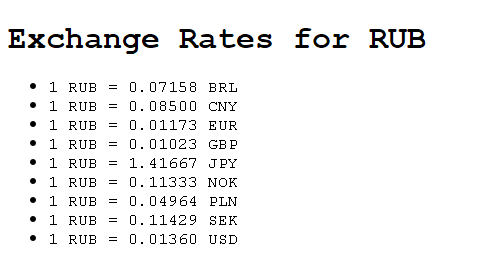 Exchange Rates for RUB
1 RUB = 0.07158 BRL
1 RUB = 0.08500 CNY
1 RUB = 0.01173 EUR
1 RUB = 0.01023 GBP
1 RUB = 1.41667 JPY
1 RUB = 0.11333 NOK
1 RUB = 0.04964 PLN
1 RUB = 0.11429 SEK
1 RUB = 0.01360 USD